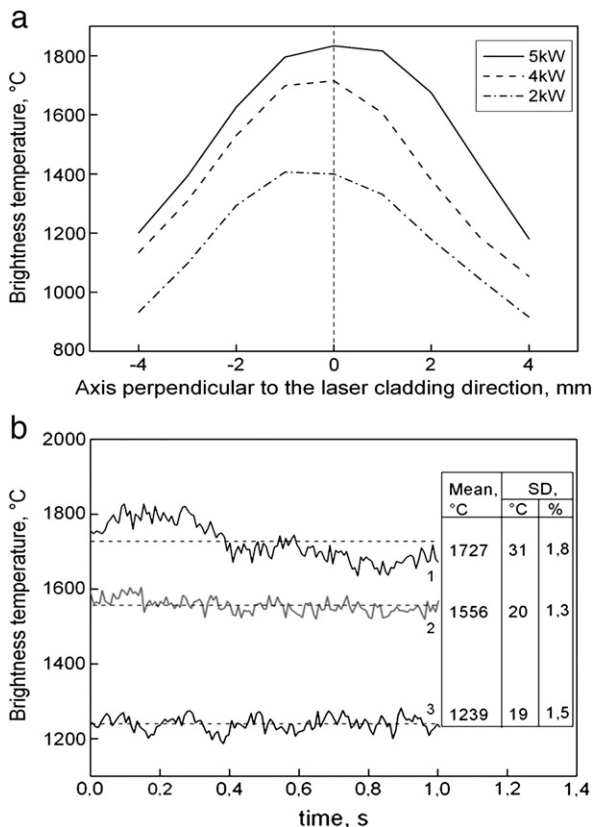 a
Brightness temperature, °C
1800
1600
1400
1200
1000
800
5kW
4kW
2kW
-4 -2 0 2 4
Axis perpendicular to the laser cladding direction, mm
b
Brightness temperature, °C
2000
1800
1600
1400
1200
Mean, SD,
°C °C %
1727 31 1.8
1556 20 1,3
1239 19 1,5
1
2
3
0,0 0,2 0,4 0,6 0,8 1,0 1,2 1,4
time, s